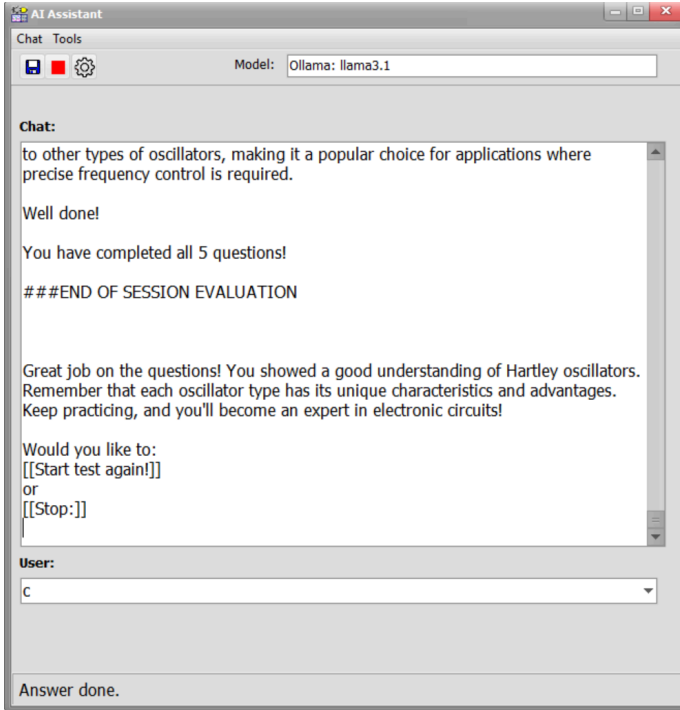 AI Assistant
Chat Tools
Model: Ollama: llama3.1
Chat:
to other types of oscillators, making it a popular choice for applications where
precise frequency control is required.
Well done!
You have completed all 5 questions!
###END OF SESSION EVALUATION
Great job on the questions! You showed a good understanding of Hartley oscillators.
Remember that each oscillator type has its unique characteristics and advantages.
Keep practicing, and you'll become an expert in electronic circuits!
Would you like to:
[[Start test again!]]
or
[[Stop:]]
User:
C
Answer done.